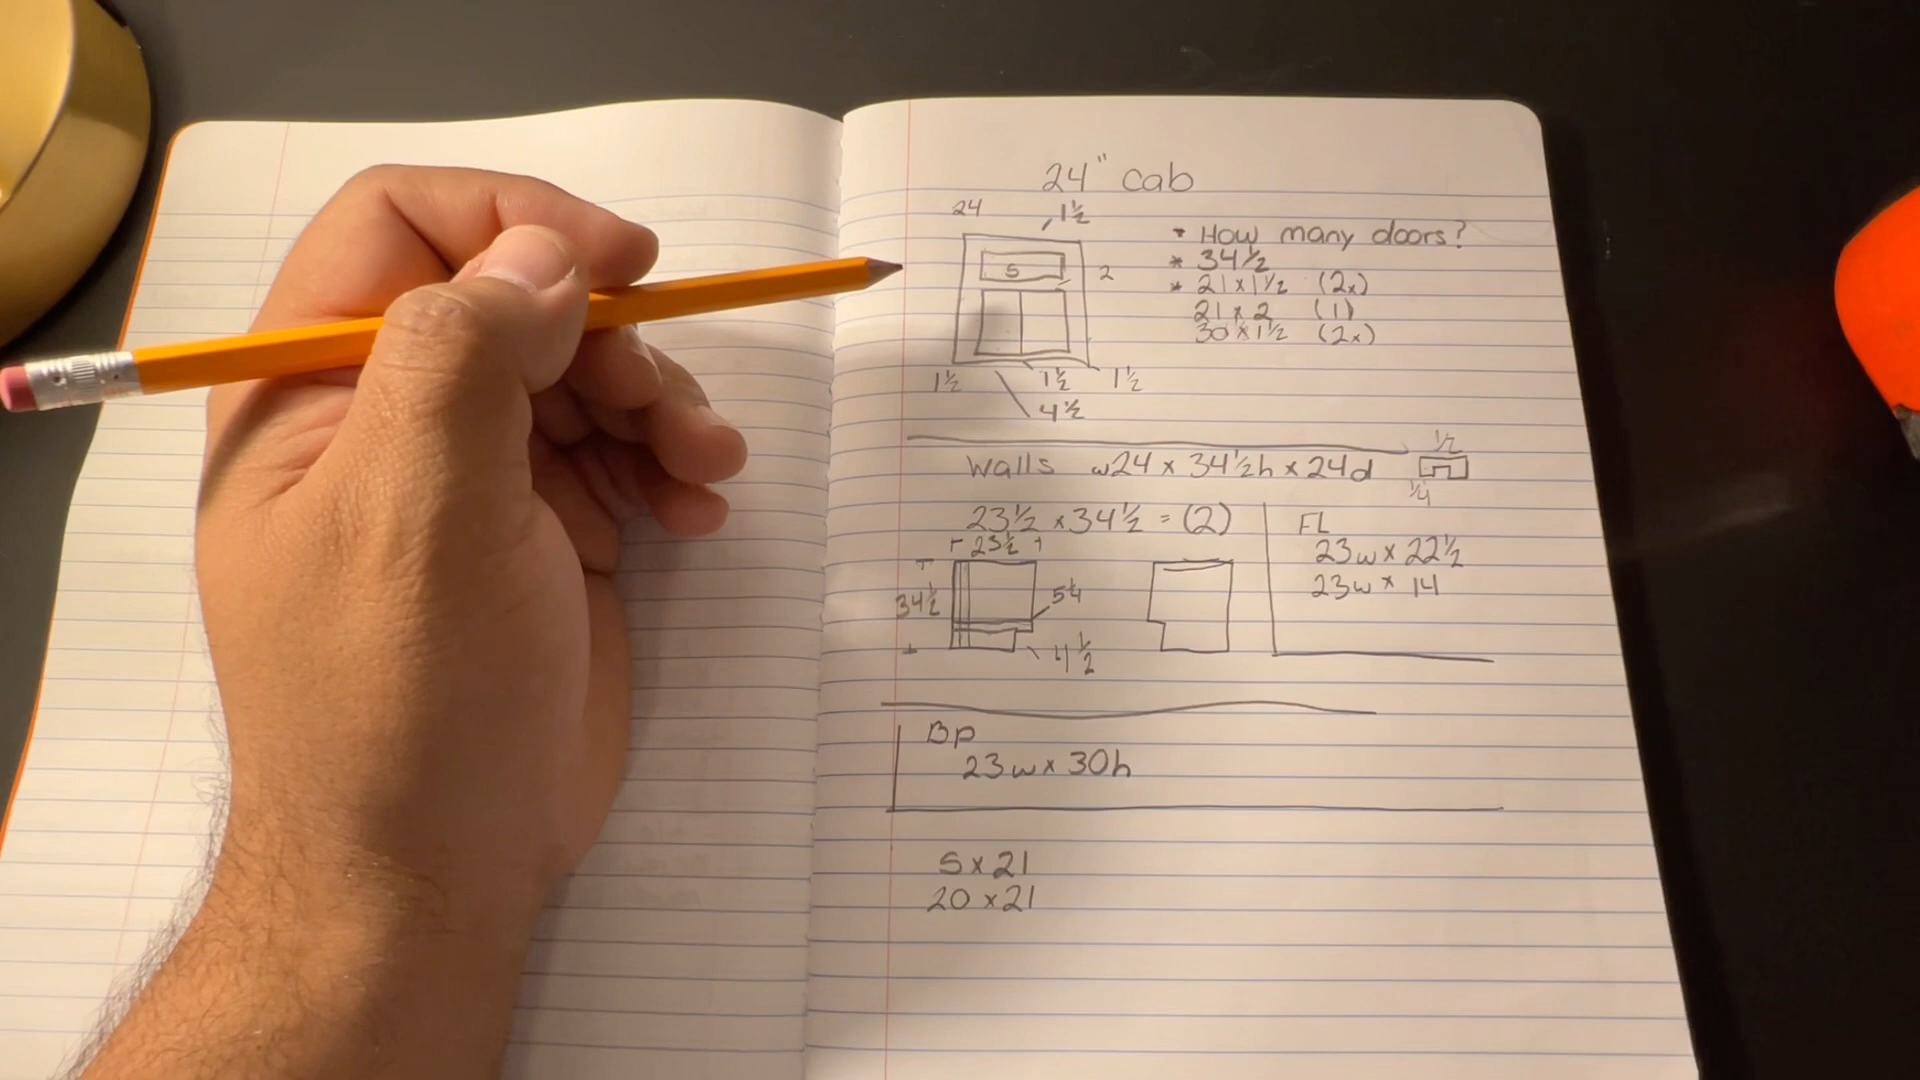 24" cab
24
1½
5
2
1½
1½
1½
4½
* How many doors?
* 34½
* 21 x 1½ (2x)
21 x 2 (1)
30 x 1½ (2x)
Walls w24 x 34½h x 24d
½
¼
23½ x 34½ = (2)
23½
34½
5¼
4½
FL
23w x 22½
23w x 14
Bp
23w x 30h
5 x 21
20 x 21